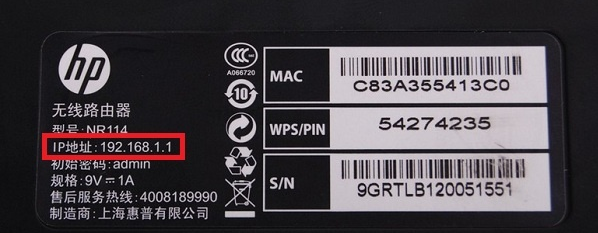 hp
无线路由器
型号: NR114
IP地址: 192.168.1.1
初始密码: admin
规格: 9V⎓1A
售后服务热线: 4008189990
制造商: 上海惠普有限公司
CCC
A066720
10
MAC
C83A355413C0
WPS/PIN
54274235
S/N
9GRTLB120051551